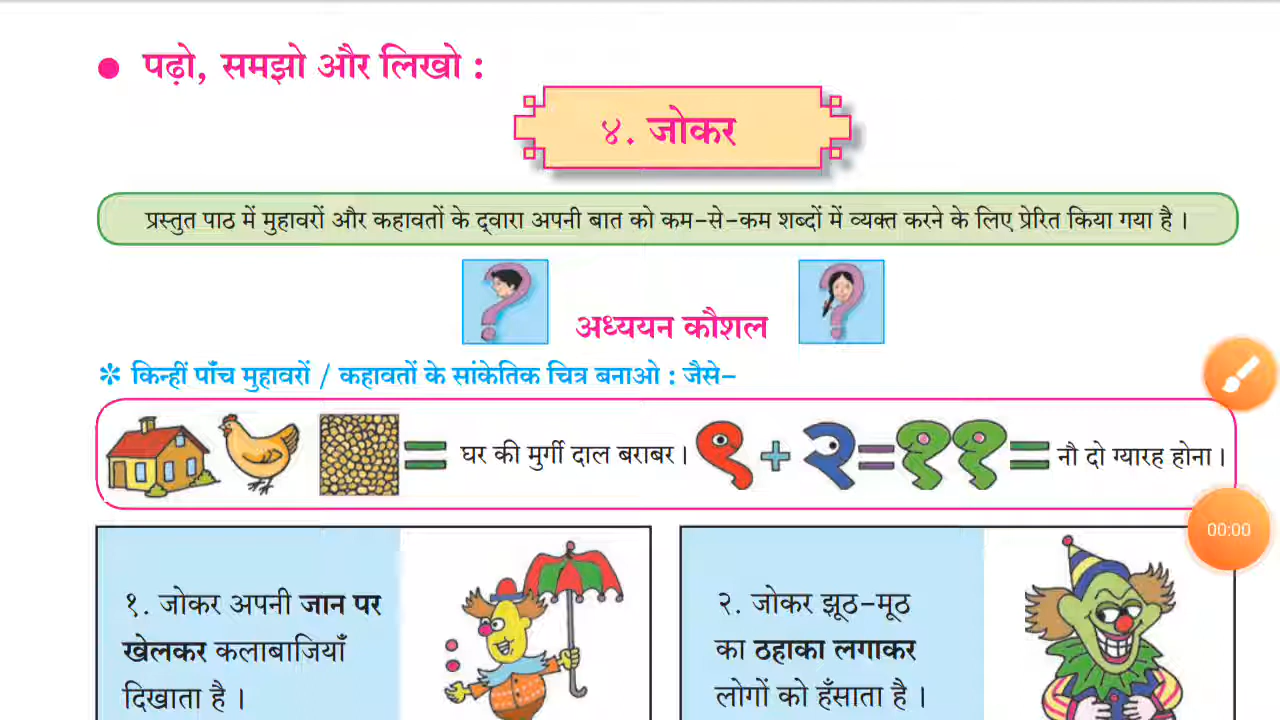 ● पढ़ो, समझो और लिखो :
४. जोकर
प्रस्तुत पाठ में मुहावरों और कहावतों के द्‌वारा अपनी बात को कम-से-कम शब्दों में व्यक्त करने के लिए प्रेरित किया गया है ।
अध्ययन कौशल
* किन्हीं पाँच मुहावरों / कहावतों के सांकेतिक चित्र बनाओ : जैसे-
= घर की मुर्गी दाल बराबर । ९ + २ = ११ = नौ दो ग्यारह होना ।
00:00
१. जोकर अपनी जान पर
खेलकर कलाबाजियाँ
दिखाता है ।
२. जोकर झूठ-मूठ
का ठहाका लगाकर
लोगों को हँसाता है ।